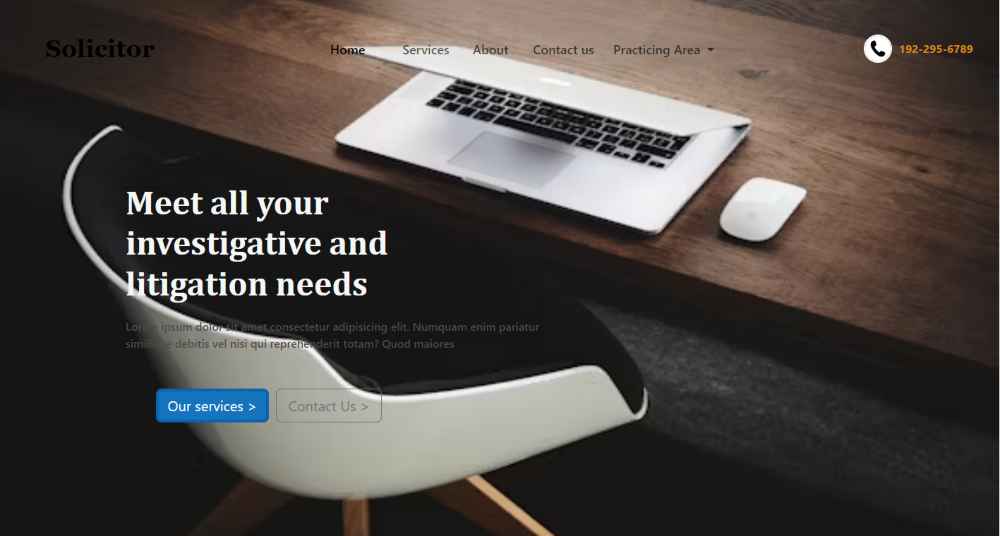 Solicitor
Home Services About Contact us Practicing Area
192-295-6789
Meet all your
investigative and
litigation needs
Lorem ipsum dolor sit amet consectetur adipisicing elit. Numquam enim pariatur
similique debitis vel nisi qui reprehenderit totam? Quod maiores
Our services >
Contact Us >